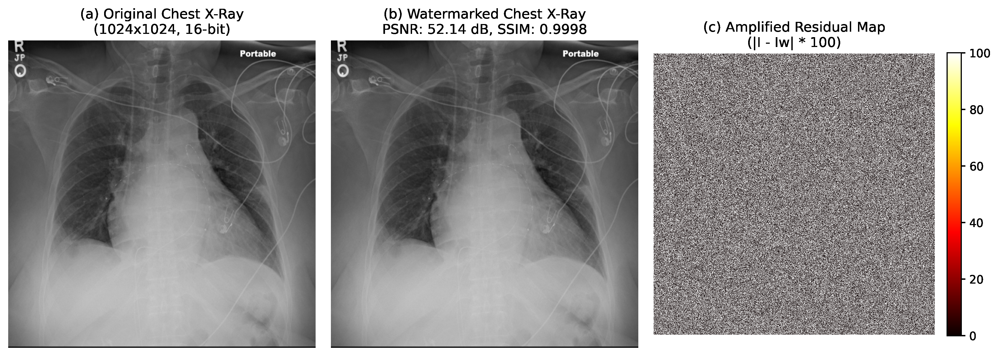 (a) Original Chest X-Ray
(1024x1024, 16-bit)
R
JP
O
Portable
(b) Watermarked Chest X-Ray
PSNR: 52.14 dB, SSIM: 0.9998
R
JP
O
Portable
(c) Amplified Residual Map
(|I - Iw| * 100)
100
80
60
40
20
0